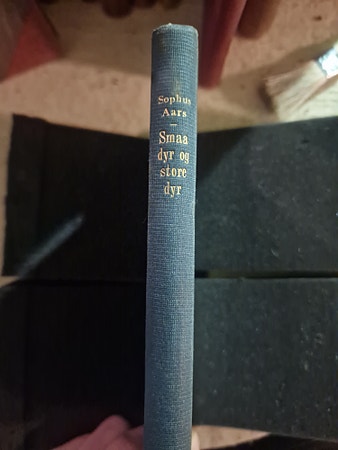 Sophus
Aars
—
Smaa
dyr og
store
dyr